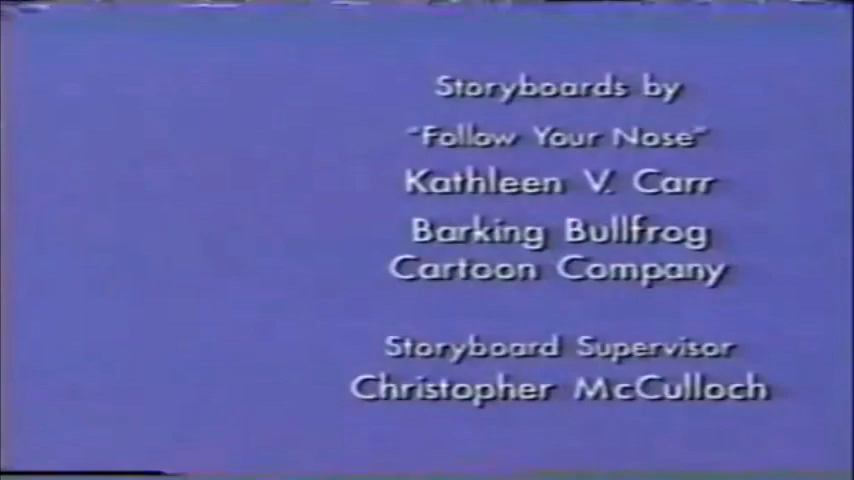 Storyboards by
"Follow Your Nose"
Kathleen V. Carr
Barking Bullfrog
Cartoon Company
Storyboard Supervisor
Christopher McCulloch